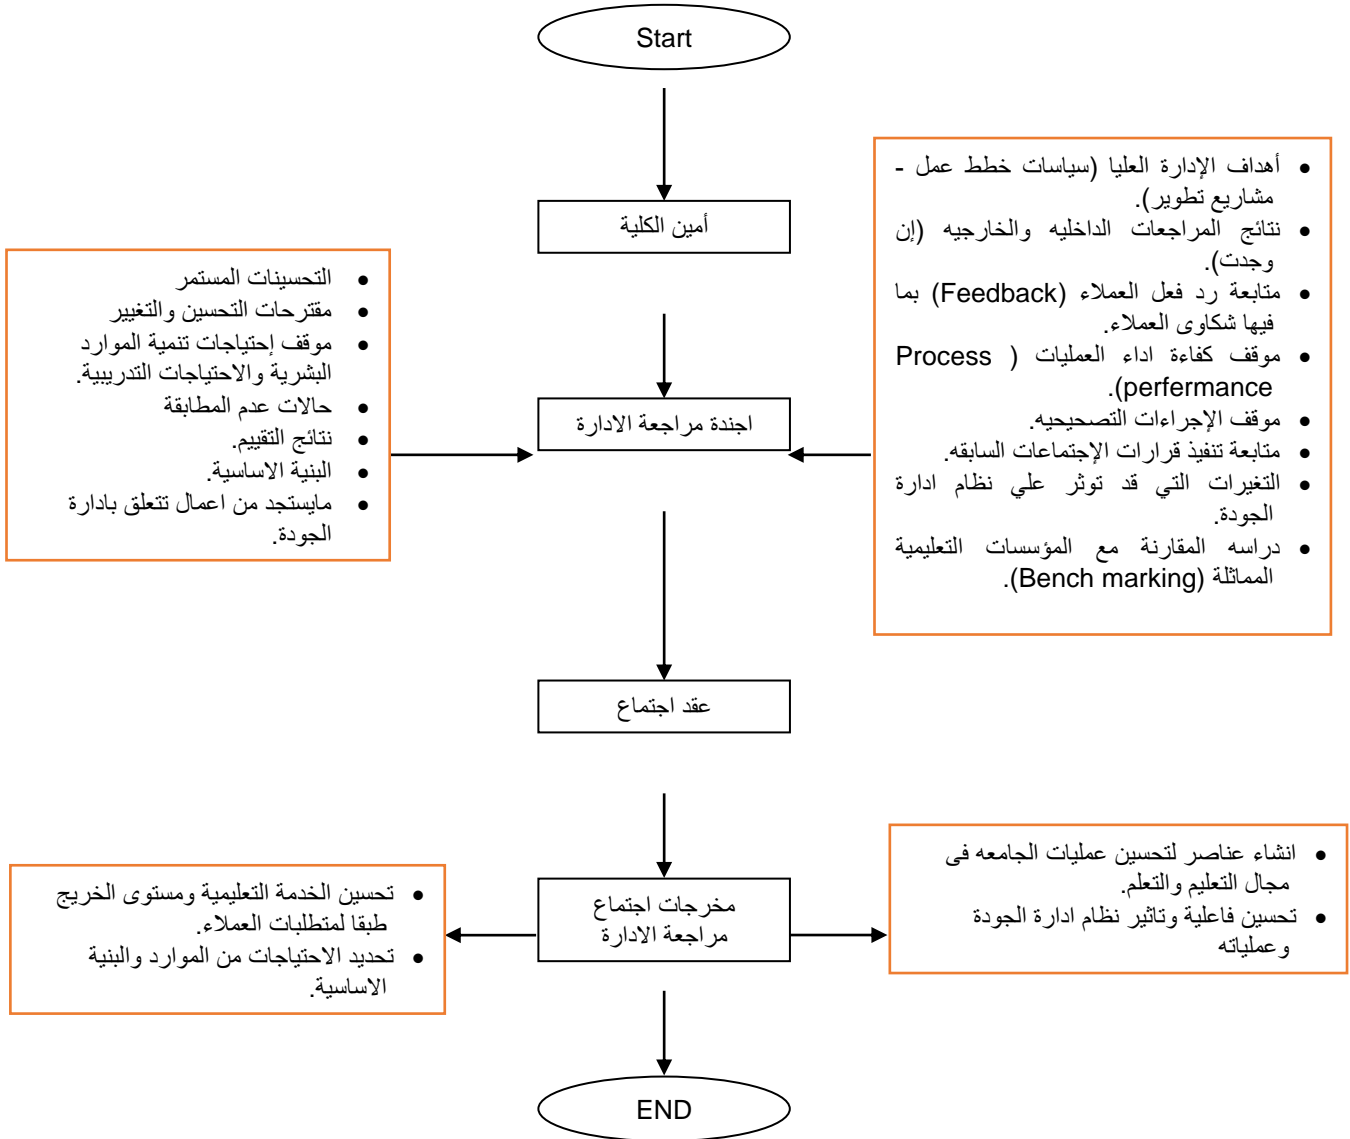 Start
أمين الكلية
أهداف الإدارة العليا (سياسات خطط عمل -
مشاريع تطوير).
نتائج المراجعات الداخليه والخارجيه (إن
وجدت).
متابعة رد فعل العملاء (Feedback) بما
فيها شكاوى العملاء.
موقف كفاءة اداء العمليات ( Process
perfermance).
موقف الإجراءات التصحيحيه.
متابعة تنفيذ قرارات الإجتماعات السابقه.
التغيرات التي قد توثر علي نظام ادارة
الجودة.
دراسه المقارنة مع المؤسسات التعليمية
المماثلة (Bench marking).
اجندة مراجعة الادارة
التحسينات المستمر
مقترحات التحسين والتغيير
موقف إحتياجات تنمية الموارد
البشرية والاحتياجات التدريبية.
حالات عدم المطابقة
نتائج التقييم.
البنية الاساسية.
مايستجد من اعمال تتعلق بادارة
الجودة.
عقد اجتماع
انشاء عناصر لتحسين عمليات الجامعه فى
مجال التعليم والتعلم.
تحسين فاعلية وتاثير نظام ادارة الجودة
وعملياته
مخرجات اجتماع
مراجعة الادارة
تحسين الخدمة التعليمية ومستوى الخريج
طبقا لمتطلبات العملاء.
تحديد الاحتياجات من الموارد والبنية
الاساسية.
END